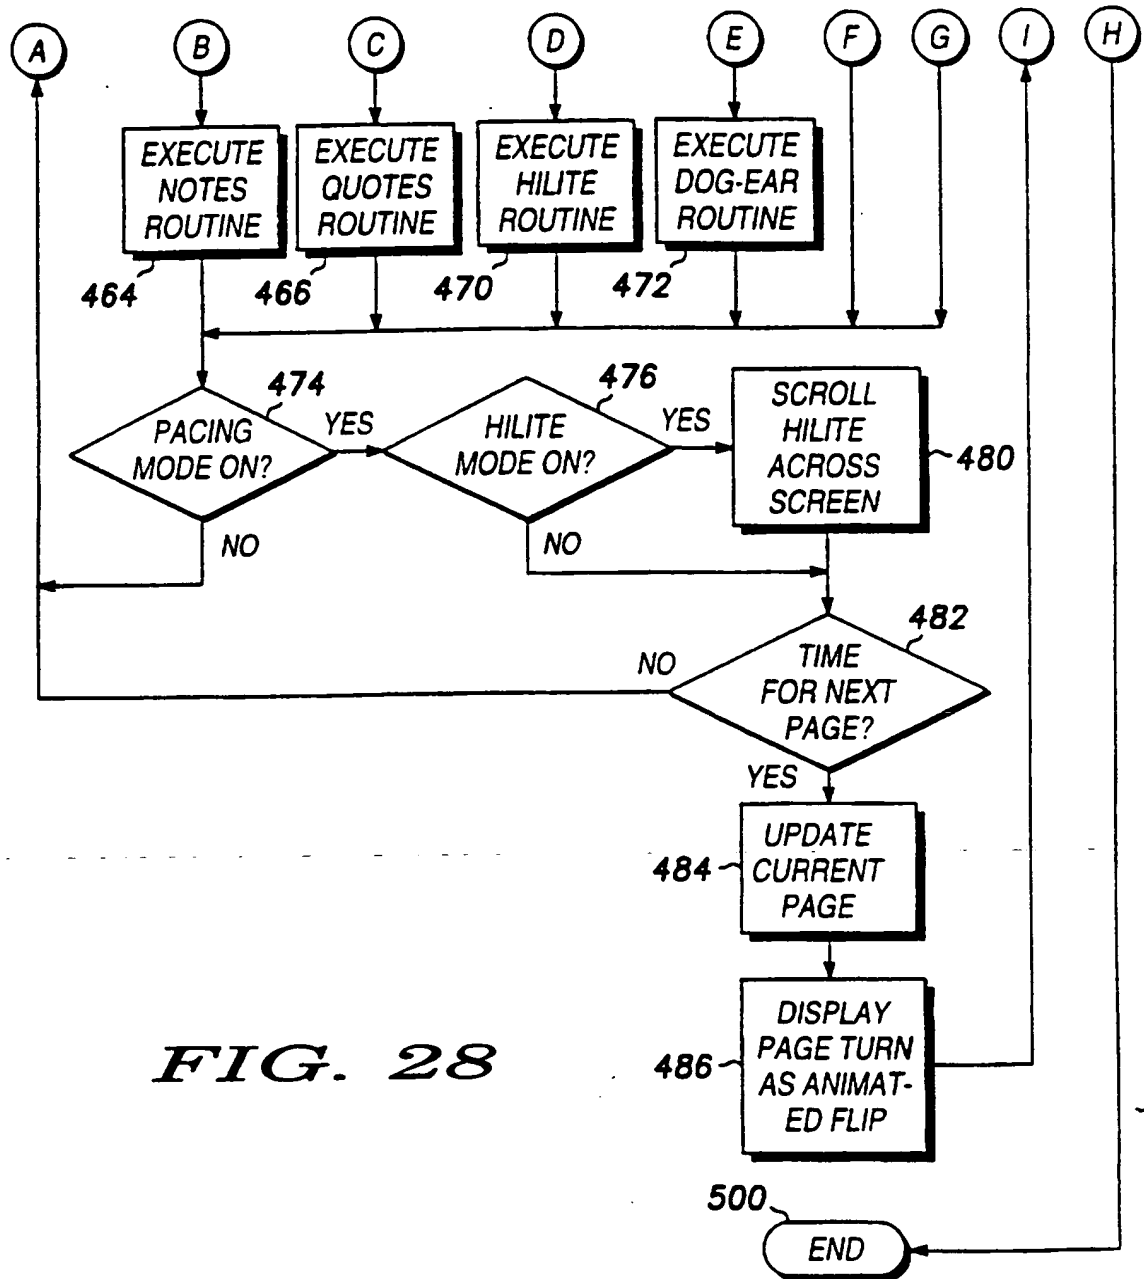 A B C D E F G I H
EXECUTE
NOTES
ROUTINE
464
EXECUTE
QUOTES
ROUTINE
466
EXECUTE
HILITE
ROUTINE
470
EXECUTE
DOG-EAR
ROUTINE
472
474
PACING
MODE ON?
YES
NO
476
HILITE
MODE ON?
YES
NO
SCROLL
HILITE
ACROSS
SCREEN
480
482
TIME
FOR NEXT
PAGE?
NO
YES
UPDATE
CURRENT
PAGE
484
DISPLAY
PAGE TURN
AS ANIMAT-
ED FLIP
486
FIG. 28
500
END